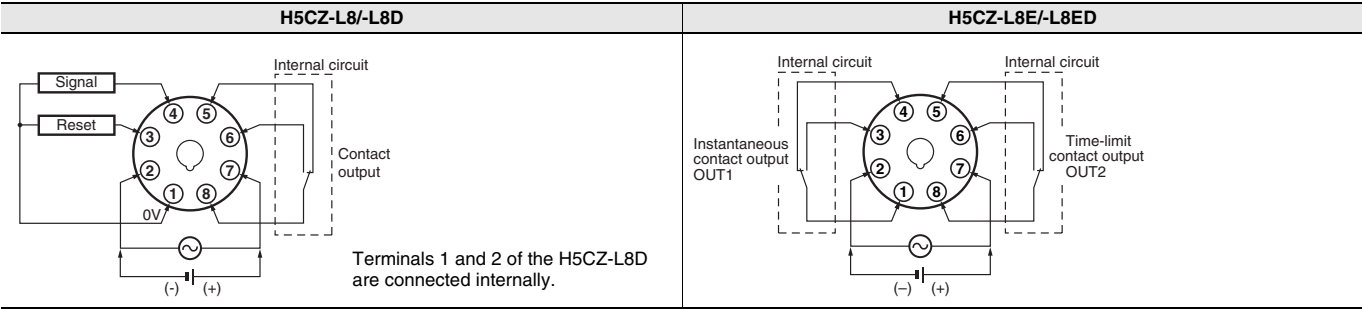 H5CZ-L8/-L8D
Internal circuit
Signal
Reset
4
5
3
6
2
7
1
8
0V
Contact
output
(-) (+)
Terminals 1 and 2 of the H5CZ-L8D
are connected internally.
H5CZ-L8E/-L8ED
Internal circuit
Internal circuit
4
5
3
6
2
7
1
8
Instantaneous
contact output
OUT1
Time-limit
contact output
OUT2
(–) (+)